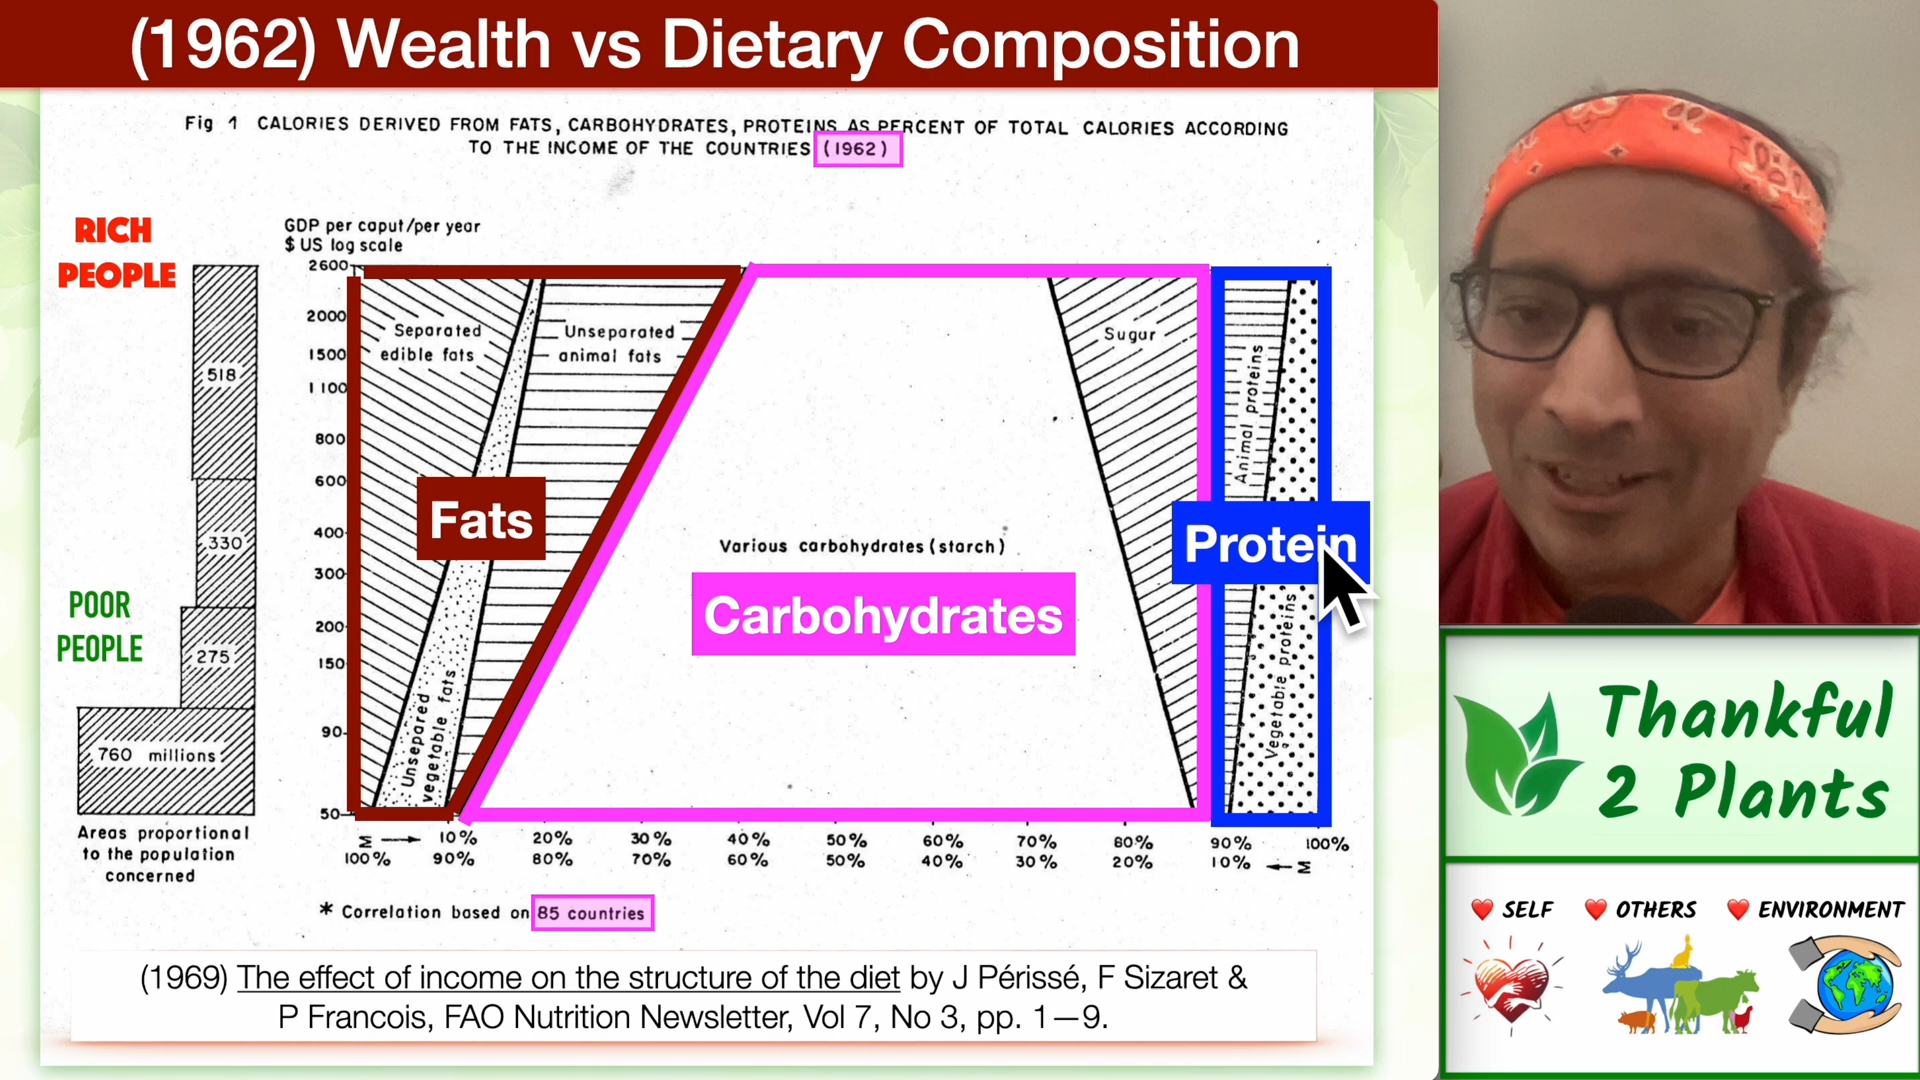 (1962) Wealth vs Dietary Composition
Fig 1 CALORIES DERIVED FROM FATS, CARBOHYDRATES, PROTEINS AS PERCENT OF TOTAL CALORIES ACCORDING
TO THE INCOME OF THE COUNTRIES (1962)
RICH
PEOPLE
GDP per caput/per year
$ US log scale
2600
2000
1500
1100
800
600
400
300
200
150
90
50
518
330
POOR
PEOPLE
275
760 millions
Areas proportional
to the population
concerned
Separated
edible fats
Unseparated
animal fats
Fats
Unsepared
vegetable fats
Various carbohydrates (starch)
Carbohydrates
Sugar
Animal proteins
Protein
Vegetable proteins
M 10% 20% 30% 40% 50% 60% 70% 80% 90% 100%
100% 90% 80% 70% 60% 50% 40% 30% 20% 10% M
* Correlation based on 85 countries
(1969) The effect of income on the structure of the diet by J Périssé, F Sizaret &
P Francois, FAO Nutrition Newsletter, Vol 7, No 3, pp. 1—9.
Thankful
2 Plants
SELF
OTHERS
ENVIRONMENT